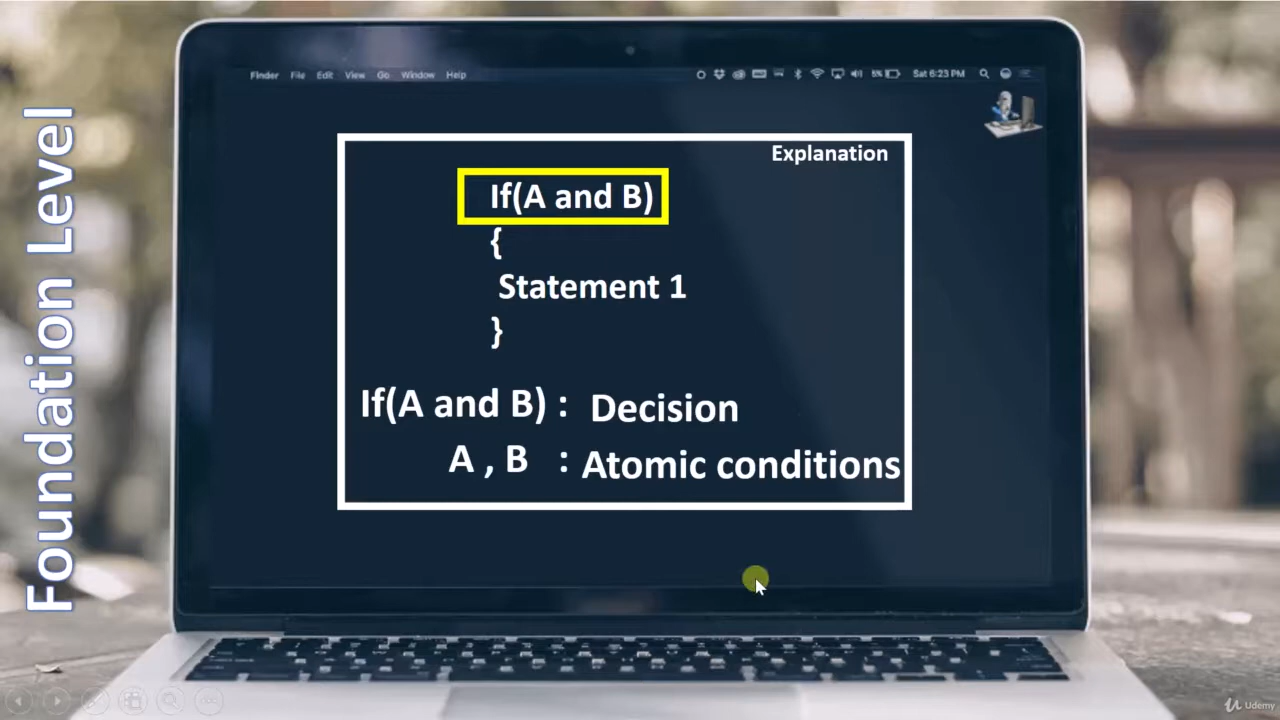 Foundation Level
Finder File Edit View Go Window Help
5% Sat 6:23 PM
Explanation
If(A and B)
{
Statement 1
}
If(A and B) : Decision
A , B : Atomic conditions
Udemy